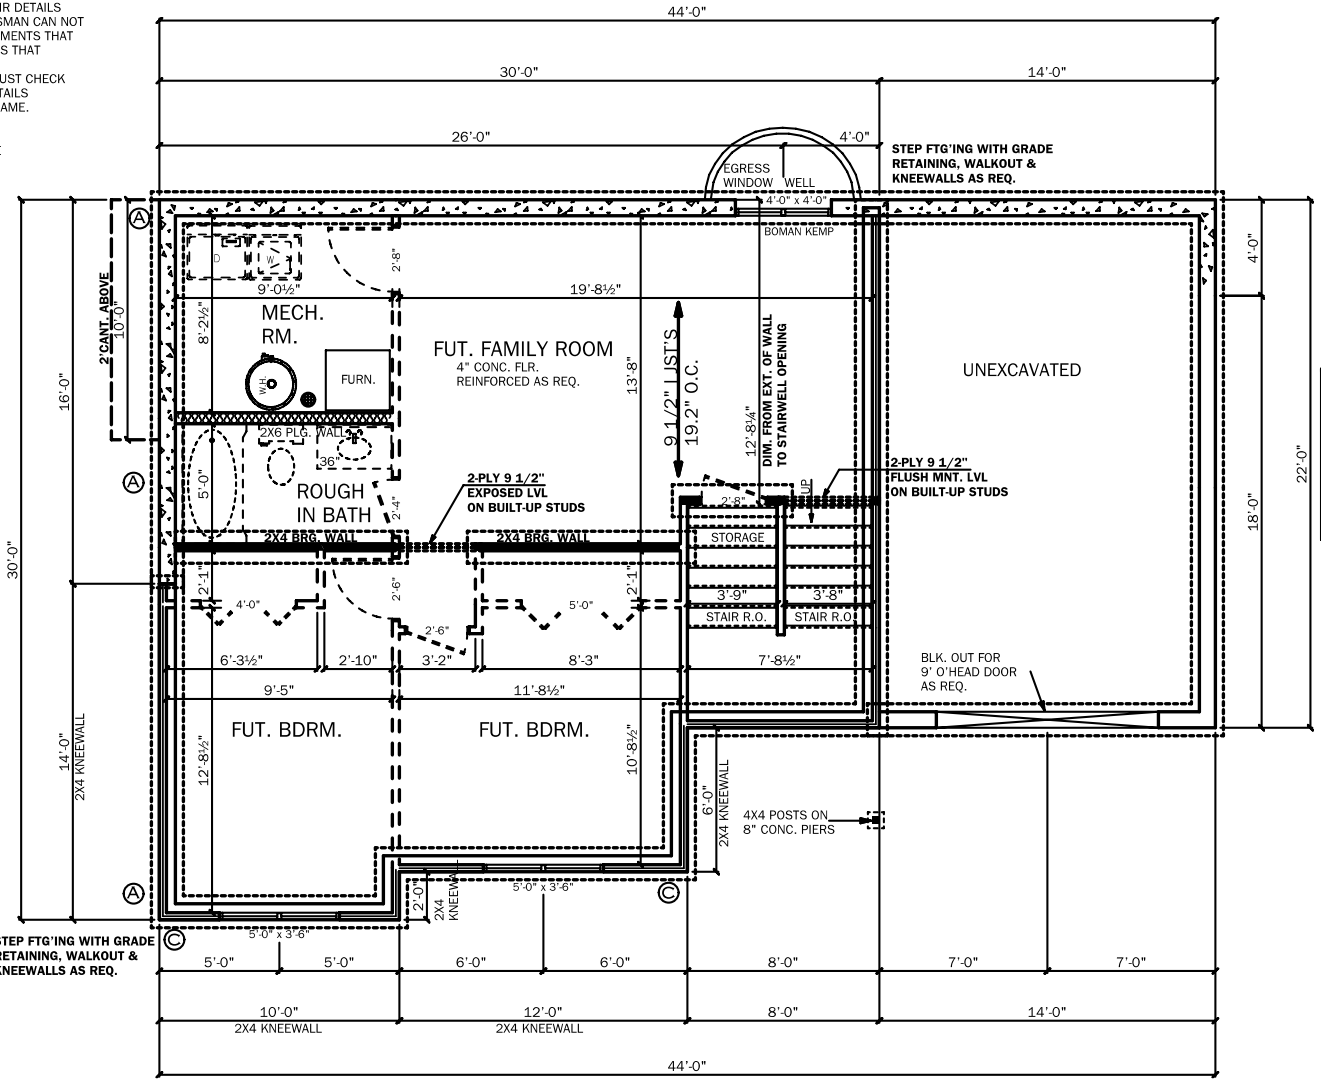 IR DETAILS
SMAN CAN NOT
MENTS THAT
S THAT
UST CHECK
TAILS
AME.
44'-0"
30'-0"
14'-0"
26'-0"
4'-0"
EGRESS
WINDOW WELL
4'-0" x 4'-0"
BOMAN KEMP
STEP FTG'ING WITH GRADE
RETAINING, WALKOUT &
KNEEWALLS AS REQ.
A
2'CANT. ABOVE
10'-0"
16'-0"
30'-0"
D
W
2'-8"
9'-0½"
19'-8½"
MECH.
RM.
8'-2½"
W.H.
FURN.
FUT. FAMILY ROOM
4" CONC. FLR.
REINFORCED AS REQ.
13'-8"
9 1/2" I JST'S
19.2" O.C.
12'-8¼"
DIM. FROM EXT. OF WALL
TO STAIRWELL OPENING
UNEXCAVATED
4'-0"
18'-0"
22'-0"
2X6 PLG. WALL
36"
5'-0"
ROUGH
IN BATH
2'-4"
A
2-PLY 9 1/2"
EXPOSED LVL
ON BUILT-UP STUDS
2-PLY 9 1/2"
FLUSH MNT. LVL
ON BUILT-UP STUDS
UP
2'-8"
STORAGE
2X4 BRG. WALL
2X4 BRG. WALL
2'-1"
4'-0"
2'-6"
2'-6"
5'-0"
2'-1"
3'-9"
3'-8"
STAIR R.O.
STAIR R.O.
6'-3½"
2'-10"
3'-2"
8'-3"
7'-8½"
9'-5"
11'-8½"
BLK. OUT FOR
9' O'HEAD DOOR
AS REQ.
FUT. BDRM.
FUT. BDRM.
14'-0"
2X4 KNEEWALL
12'-8½"
10'-8½"
6'-0"
2X4 KNEEWALL
4X4 POSTS ON
8" CONC. PIERS
A
2'-0"
2X4
KNEEWA
5'-0" x 3'-6"
C
C
5'-0" x 3'-6"
STEP FTG'ING WITH GRADE
RETAINING, WALKOUT &
KNEEWALLS AS REQ.
5'-0"
5'-0"
6'-0"
6'-0"
8'-0"
7'-0"
7'-0"
10'-0"
2X4 KNEEWALL
12'-0"
2X4 KNEEWALL
8'-0"
14'-0"
44'-0"